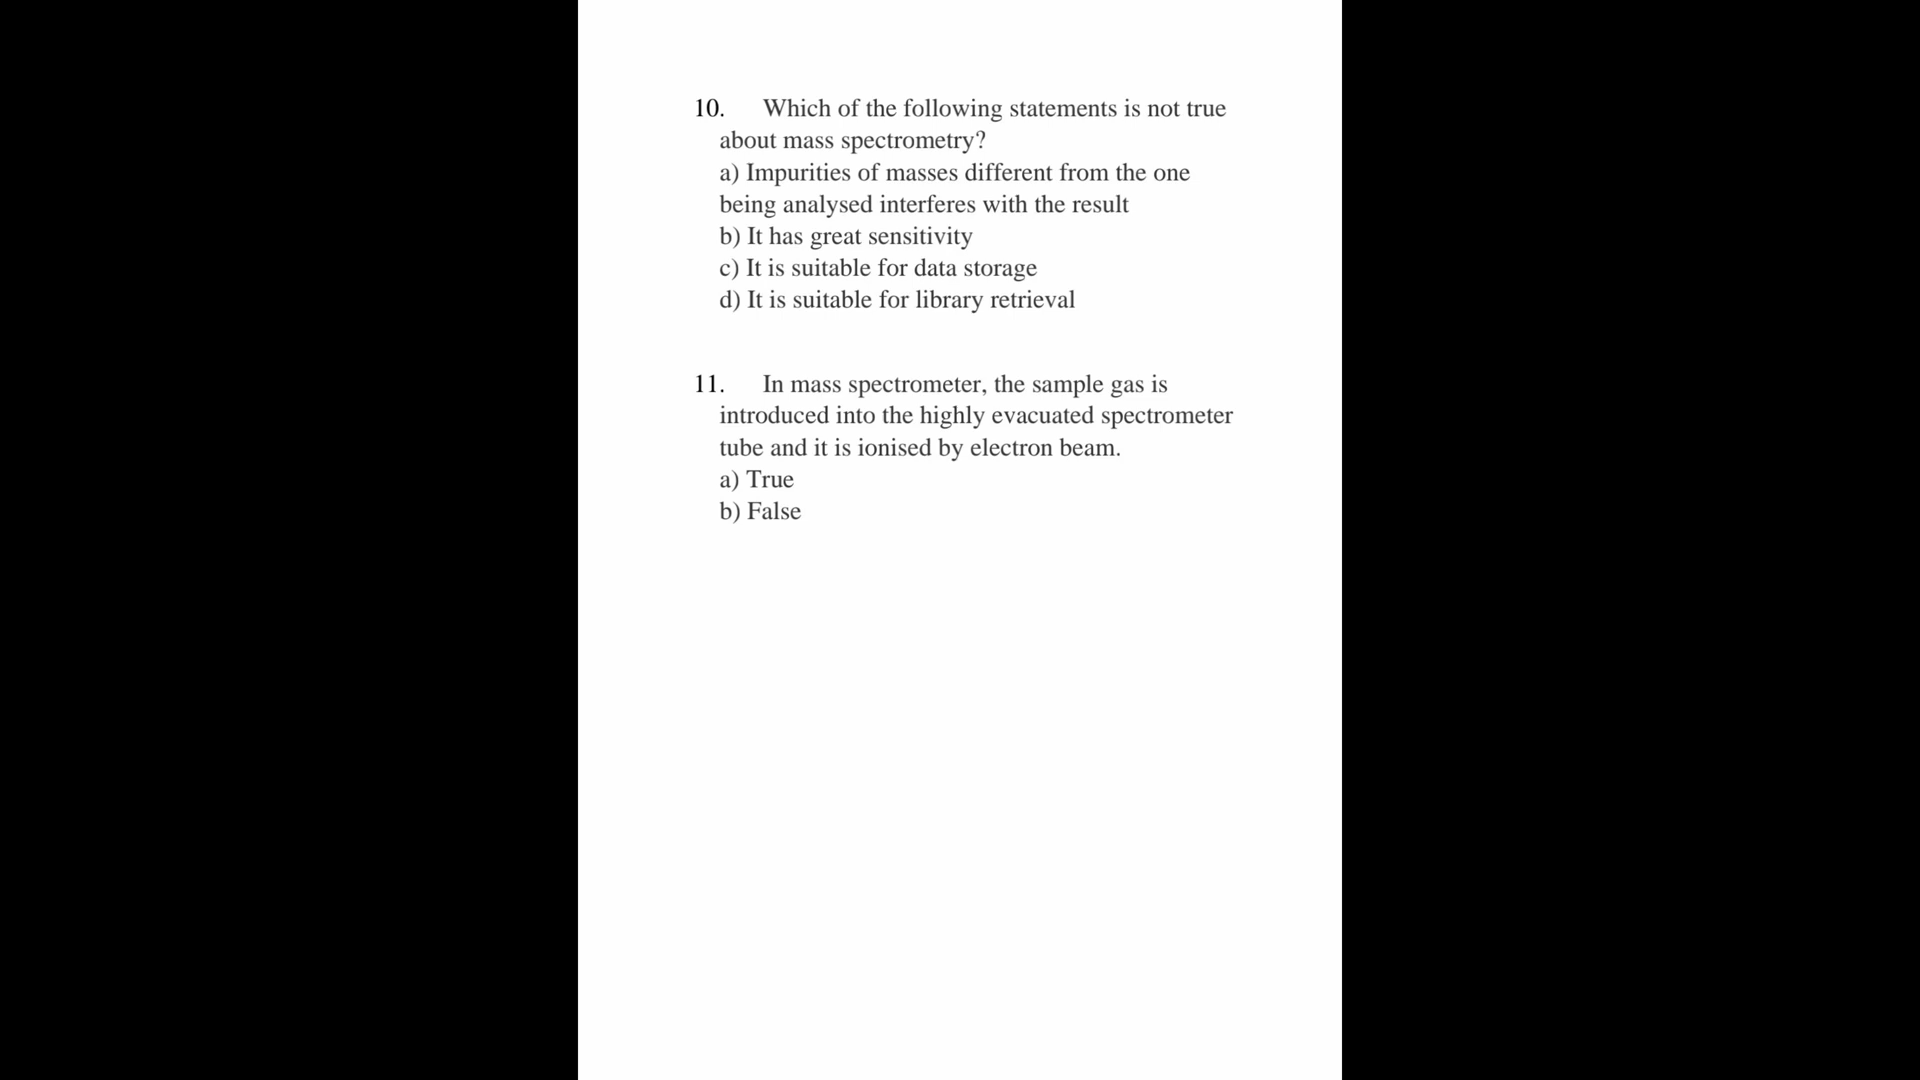 10. Which of the following statements is not true
about mass spectrometry?
a) Impurities of masses different from the one
being analysed interferes with the result
b) It has great sensitivity
c) It is suitable for data storage
d) It is suitable for library retrieval
11. In mass spectrometer, the sample gas is
introduced into the highly evacuated spectrometer
tube and it is ionised by electron beam.
a) True
b) False